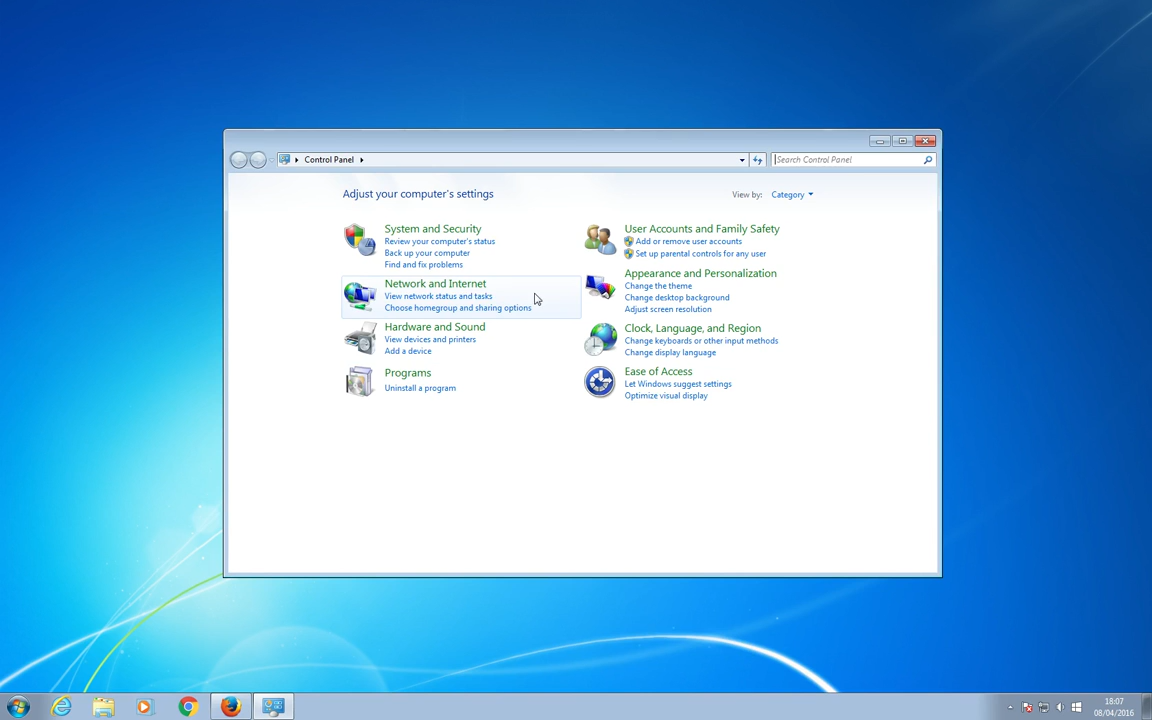 Control Panel
Search Control Panel
Adjust your computer's settings
View by: Category
System and Security
Review your computer's status
Back up your computer
Find and fix problems
Network and Internet
View network status and tasks
Choose homegroup and sharing options
Hardware and Sound
View devices and printers
Add a device
Programs
Uninstall a program
User Accounts and Family Safety
Add or remove user accounts
Set up parental controls for any user
Appearance and Personalization
Change the theme
Change desktop background
Adjust screen resolution
Clock, Language, and Region
Change keyboards or other input methods
Change display language
Ease of Access
Let Windows suggest settings
Optimize visual display
18:07
08/04/2016